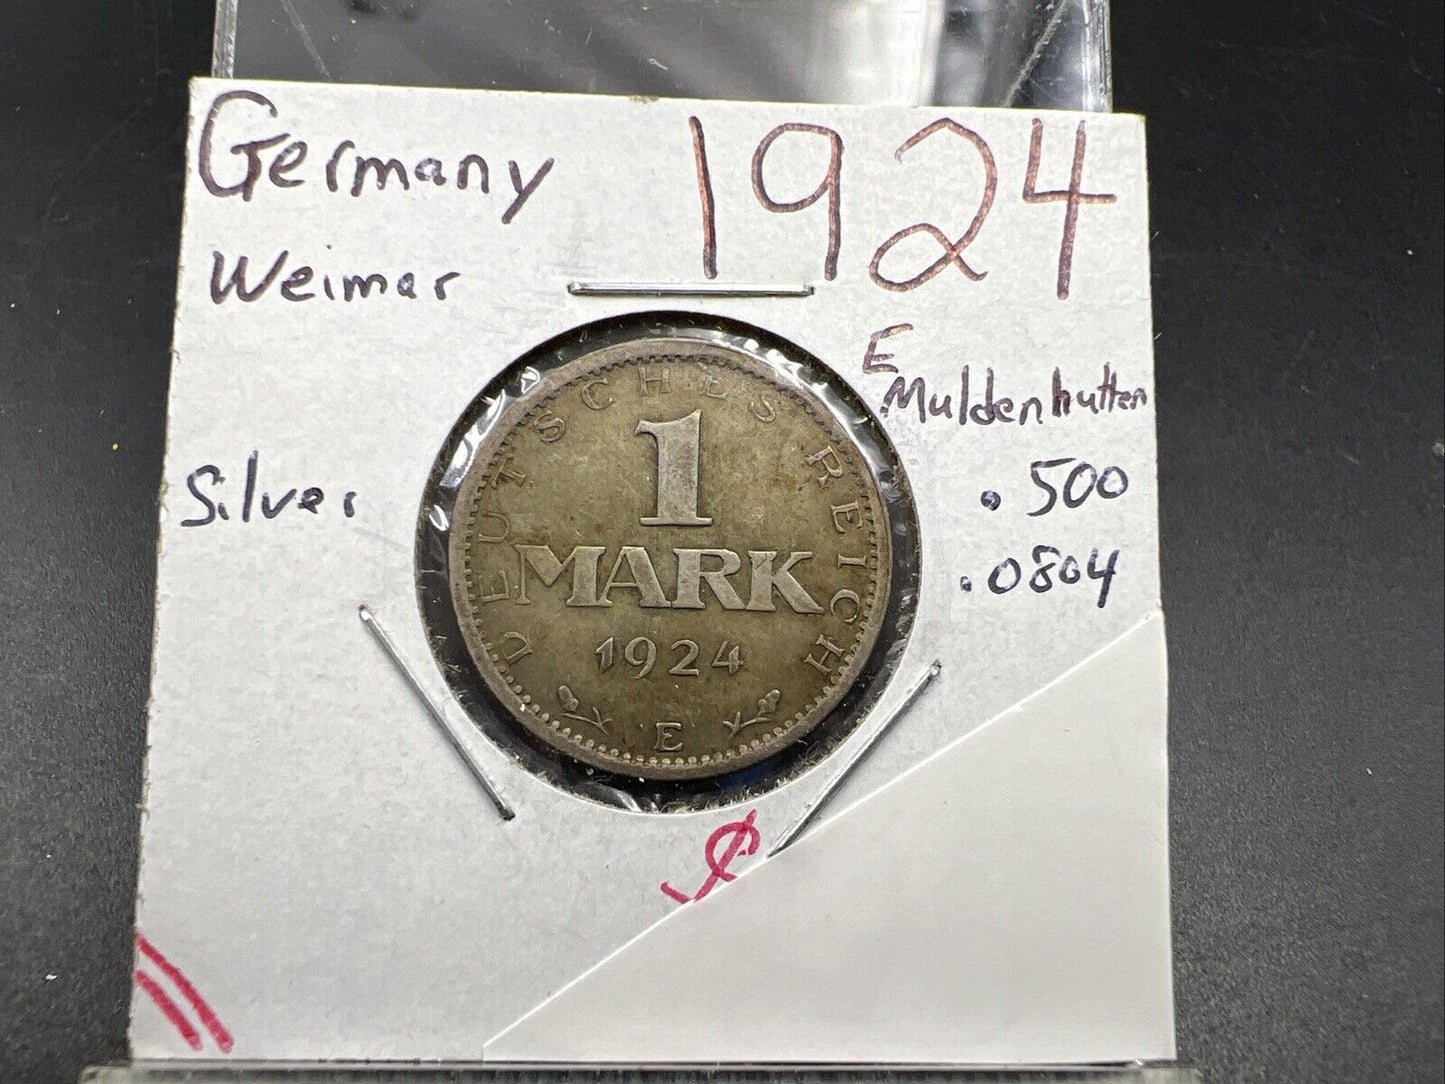 Germany
1924
Weimar
E
Muldenhutten
Silver
.500
.0804
DEUTSCHES REICH
1
MARK
1924
E